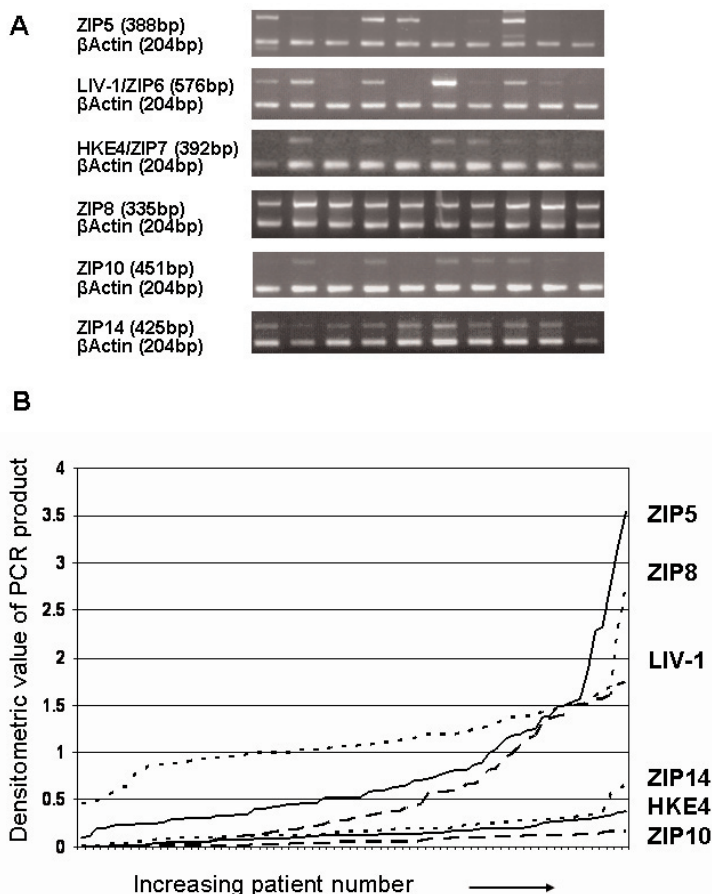 A
ZIP5 (388bp)
βActin (204bp)
LIV-1/ZIP6 (576bp)
βActin (204bp)
HKE4/ZIP7 (392bp)
βActin (204bp)
ZIP8 (335bp)
βActin (204bp)
ZIP10 (451bp)
βActin (204bp)
ZIP14 (425bp)
βActin (204bp)
B
Densitometric value of PCR product
4
3.5
3
2.5
2
1.5
1
0.5
0
ZIP5
ZIP8
LIV-1
ZIP14
HKE4
ZIP10
Increasing patient number